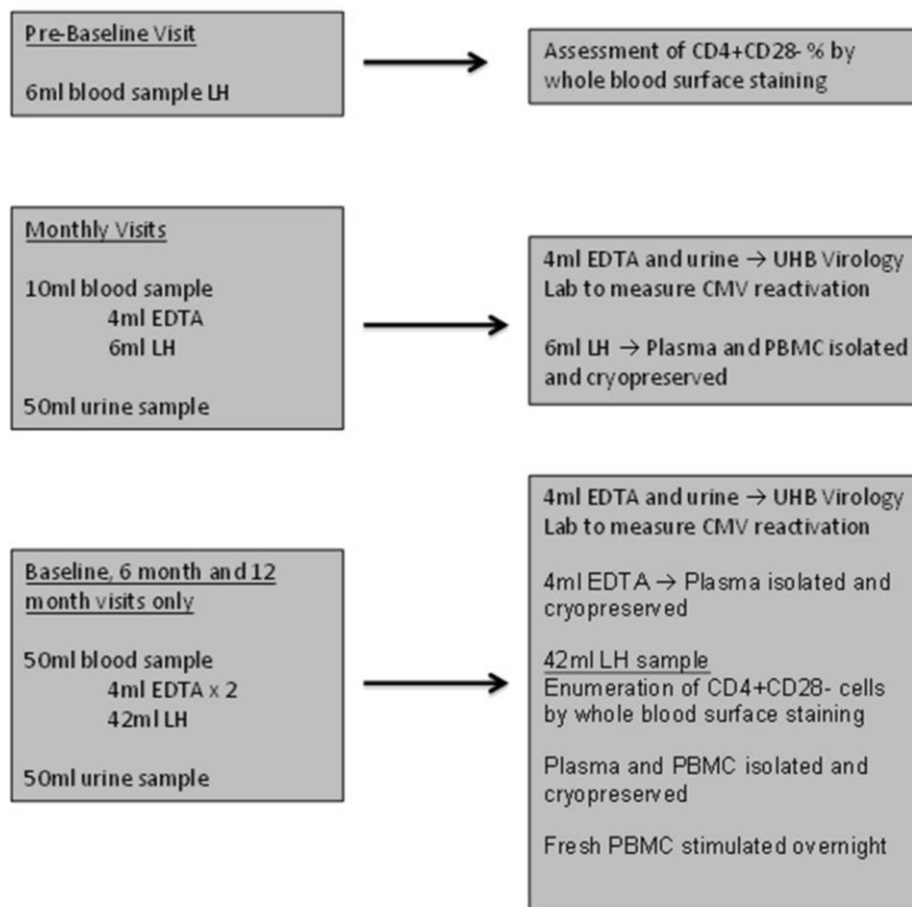 Pre-Baseline Visit
6ml blood sample LH
Assessment of CD4+CD28- % by
whole blood surface staining
Monthly Visits
10ml blood sample
4ml EDTA
6ml LH
50ml urine sample
4ml EDTA and urine → UHB Virology
Lab to measure CMV reactivation
6ml LH → Plasma and PBMC isolated
and cryopreserved
Baseline, 6 month and 12
month visits only
50ml blood sample
4ml EDTA x 2
42ml LH
50ml urine sample
4ml EDTA and urine → UHB Virology
Lab to measure CMV reactivation
4ml EDTA → Plasma isolated and
cryopreserved
42ml LH sample
Enumeration of CD4+CD28- cells
by whole blood surface staining
Plasma and PBMC isolated and
cryopreserved
Fresh PBMC stimulated overnight